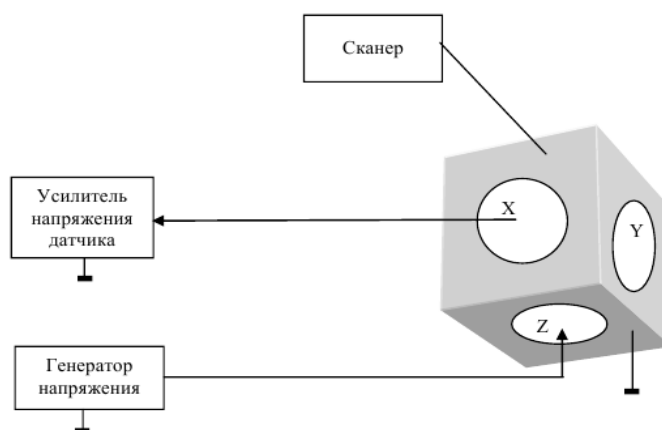 Сканер
X
Y
Z
Усилитель
напряжения
датчика
Генератор
напряжения